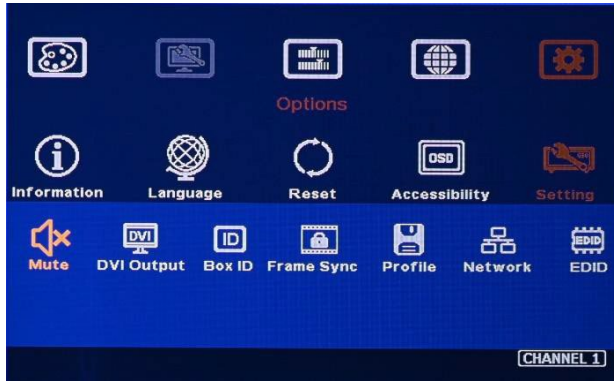 Options
OSD
Information Language Reset Accessibility Setting
DVI ID EDID
Mute DVI Output Box ID Frame Sync Profile Network EDID
CHANNEL 1